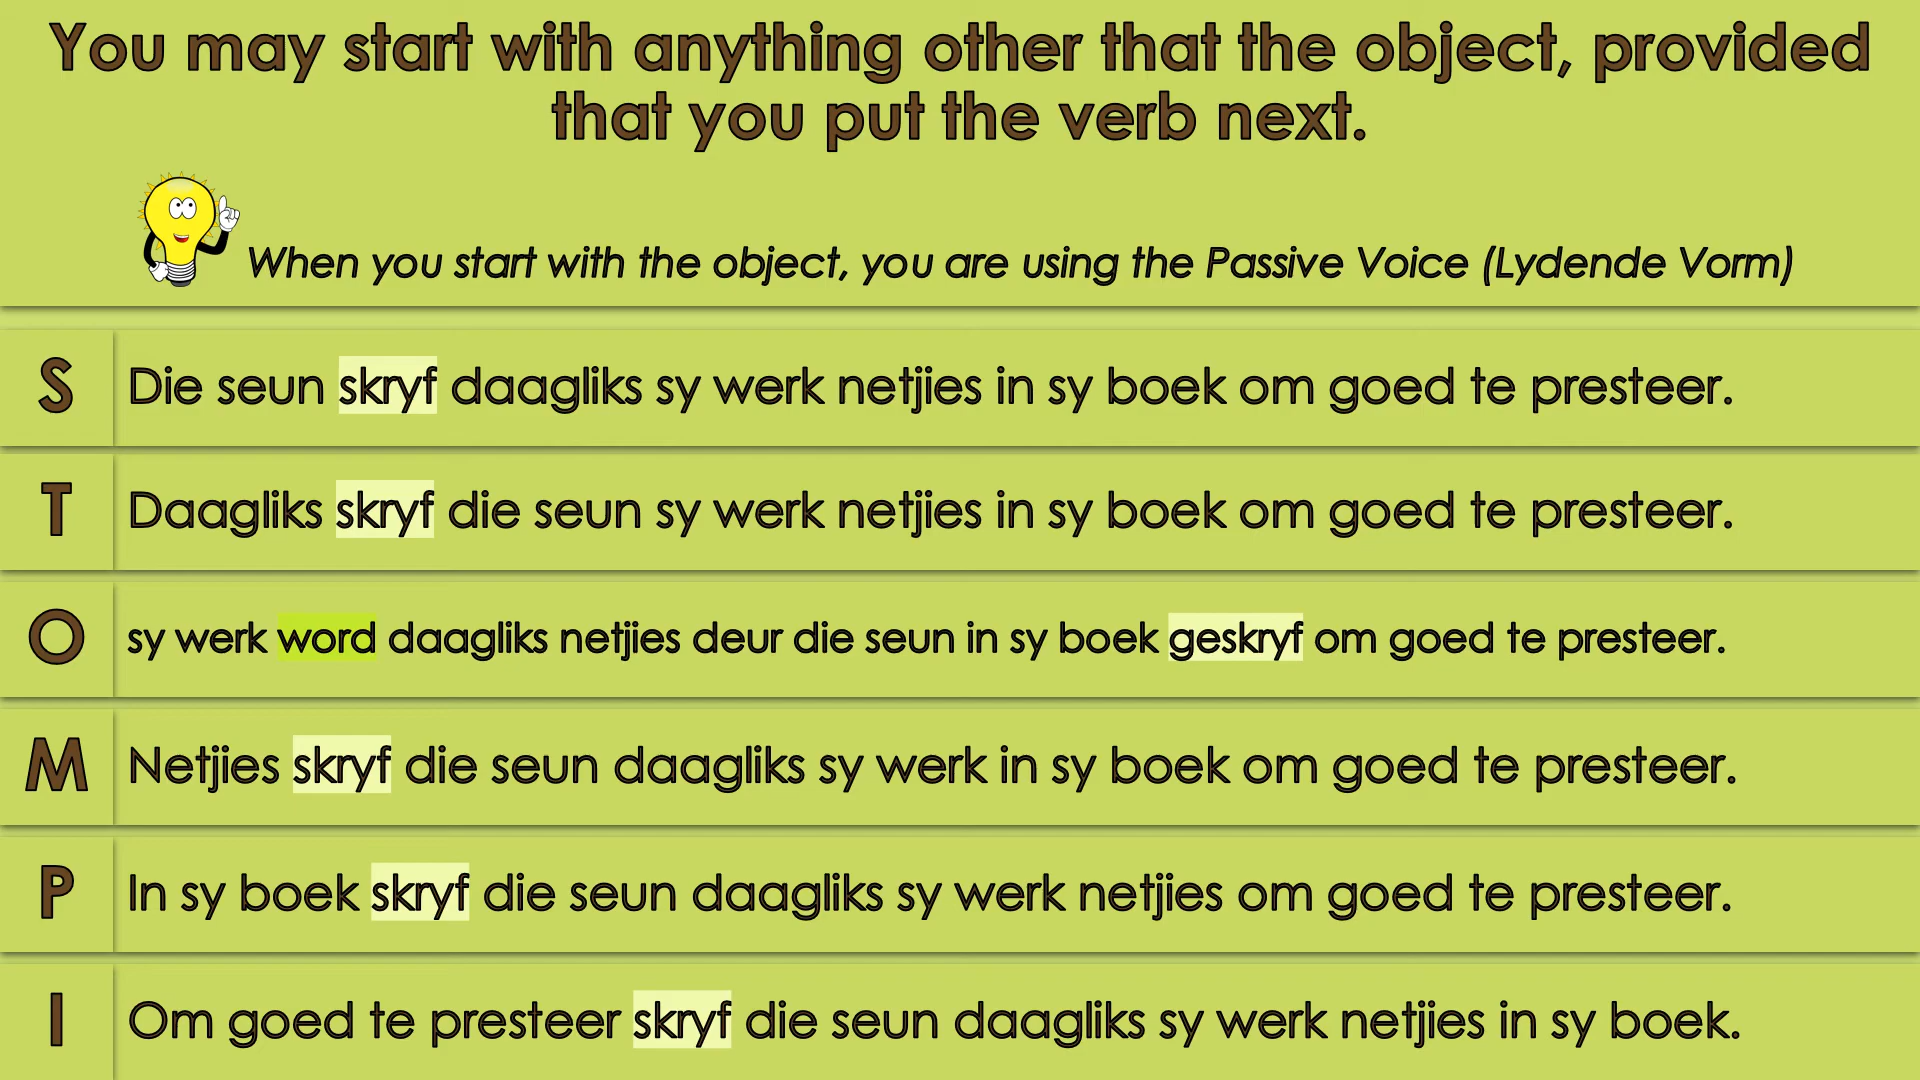 You may start with anything other that the object, provided
that you put the verb next.
When you start with the object, you are using the Passive Voice (Lydende Vorm)
S Die seun skryf daagliks sy werk netjies in sy boek om goed te presteer.
T Daagliks skryf die seun sy werk netjies in sy boek om goed te presteer.
O sy werk word daagliks netjies deur die seun in sy boek geskryf om goed te presteer.
M Netjies skryf die seun daagliks sy werk in sy boek om goed te presteer.
P In sy boek skryf die seun daagliks sy werk netjies om goed te presteer.
I Om goed te presteer skryf die seun daagliks sy werk netjies in sy boek.